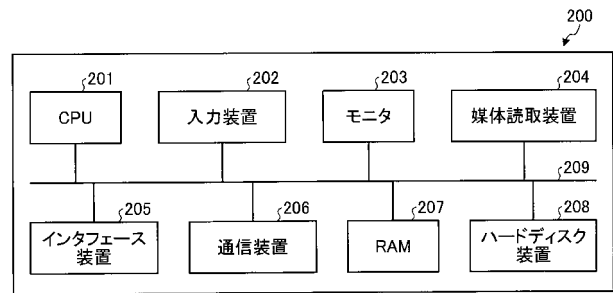 200
201
202
203
204
CPU
入力装置
モニタ
媒体読取装置
209
205
206
207
208
インタフェース
装置
通信装置
RAM
ハードディスク
装置